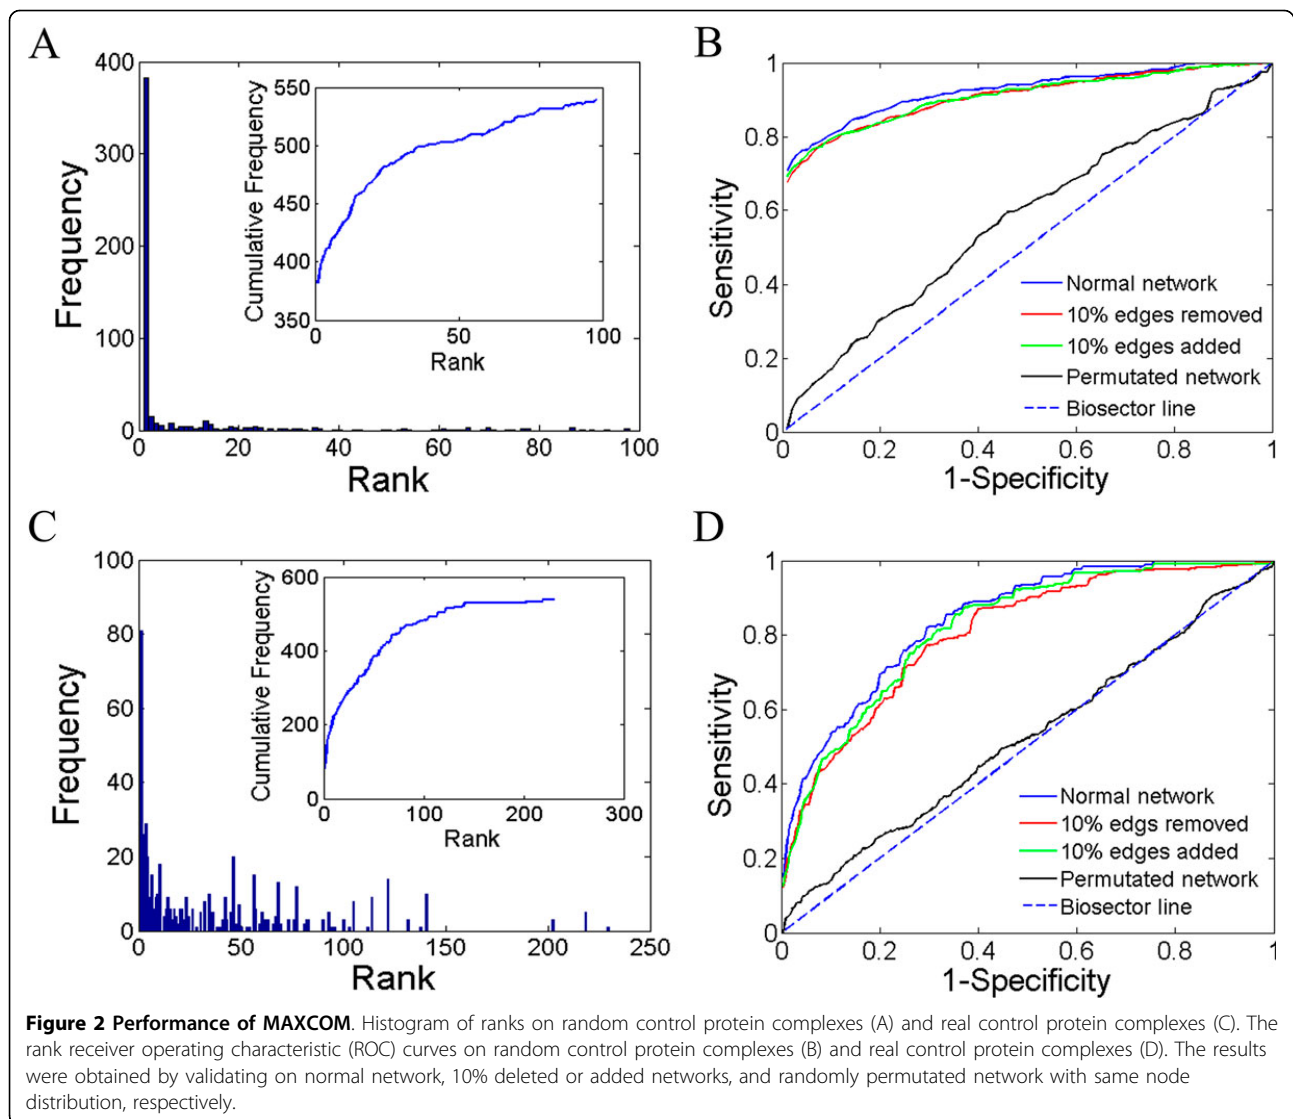 A
400
300
200
100
0
Frequency
0 20 40 60 80 100
Rank
550
500
450
400
350
Cumulative Frequency
0 50 100
Rank
B
1
0.8
0.6
0.4
0.2
0
Sensitivity
Normal network
10% edges removed
10% edges added
Permutated network
Biosector line
0.2 0.4 0.6 0.8 1
1-Specificity
C
100
80
60
40
20
0
Frequency
0 50 100 150 200 250
Rank
600
400
200
0
Cumulative Frequency
0 100 200 300
Rank
D
1
0.8
0.6
0.4
0.2
0
Sensitivity
Normal network
10% edgs removed
10% edges added
Permutated network
Biosector line
0 0.2 0.4 0.6 0.8 1
1-Specificity
Figure 2 Performance of MAXCOM. Histogram of ranks on random control protein complexes (A) and real control protein complexes (C). The
rank receiver operating characteristic (ROC) curves on random control protein complexes (B) and real control protein complexes (D). The results
were obtained by validating on normal network, 10% deleted or added networks, and randomly permutated network with same node
distribution, respectively.